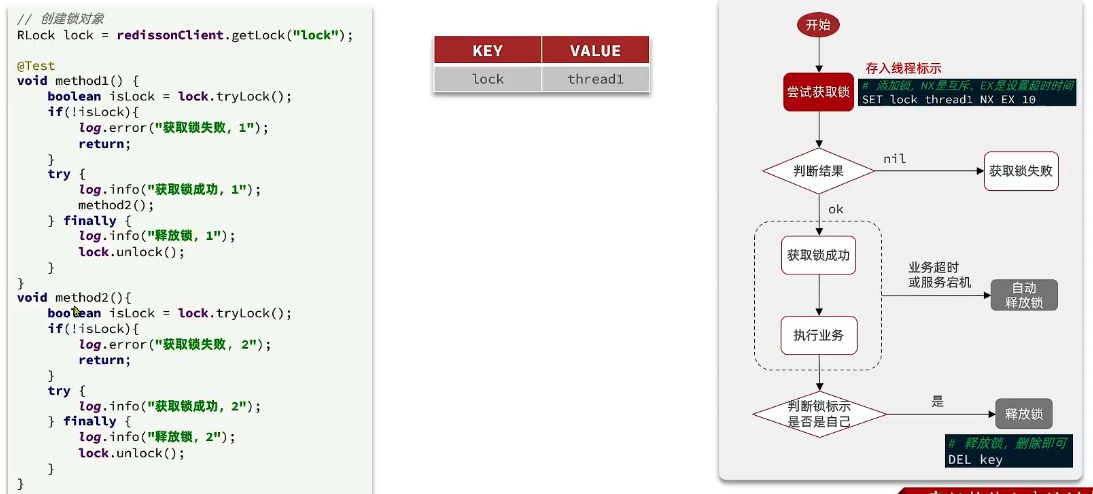 // 创建锁对象
RLock lock = redissonClient.getLock("lock");
@Test
void method1() {
boolean isLock = lock.tryLock();
if(!isLock){
log.error("获取锁失败, 1");
return;
}
try {
log.info("获取锁成功, 1");
method2();
} finally {
log.info("释放锁, 1");
lock.unlock();
}
}
void method2(){
boolean isLock = lock.tryLock();
if(!isLock){
log.error("获取锁失败, 2");
return;
}
try {
log.info("获取锁成功, 2");
} finally {
log.info("释放锁, 2");
lock.unlock();
}
}
KEY VALUE
lock thread1
开始
存入线程标示
尝试获取锁
# 添加锁, NX是互斥、EX是设置超时时间
SET lock thread1 NX EX 10
判断结果
nil
获取锁失败
ok
获取锁成功
业务超时
或服务宕机
自动
释放锁
执行业务
判断锁标示
是否是自己
是
释放锁
# 释放锁, 删除即可
DEL key